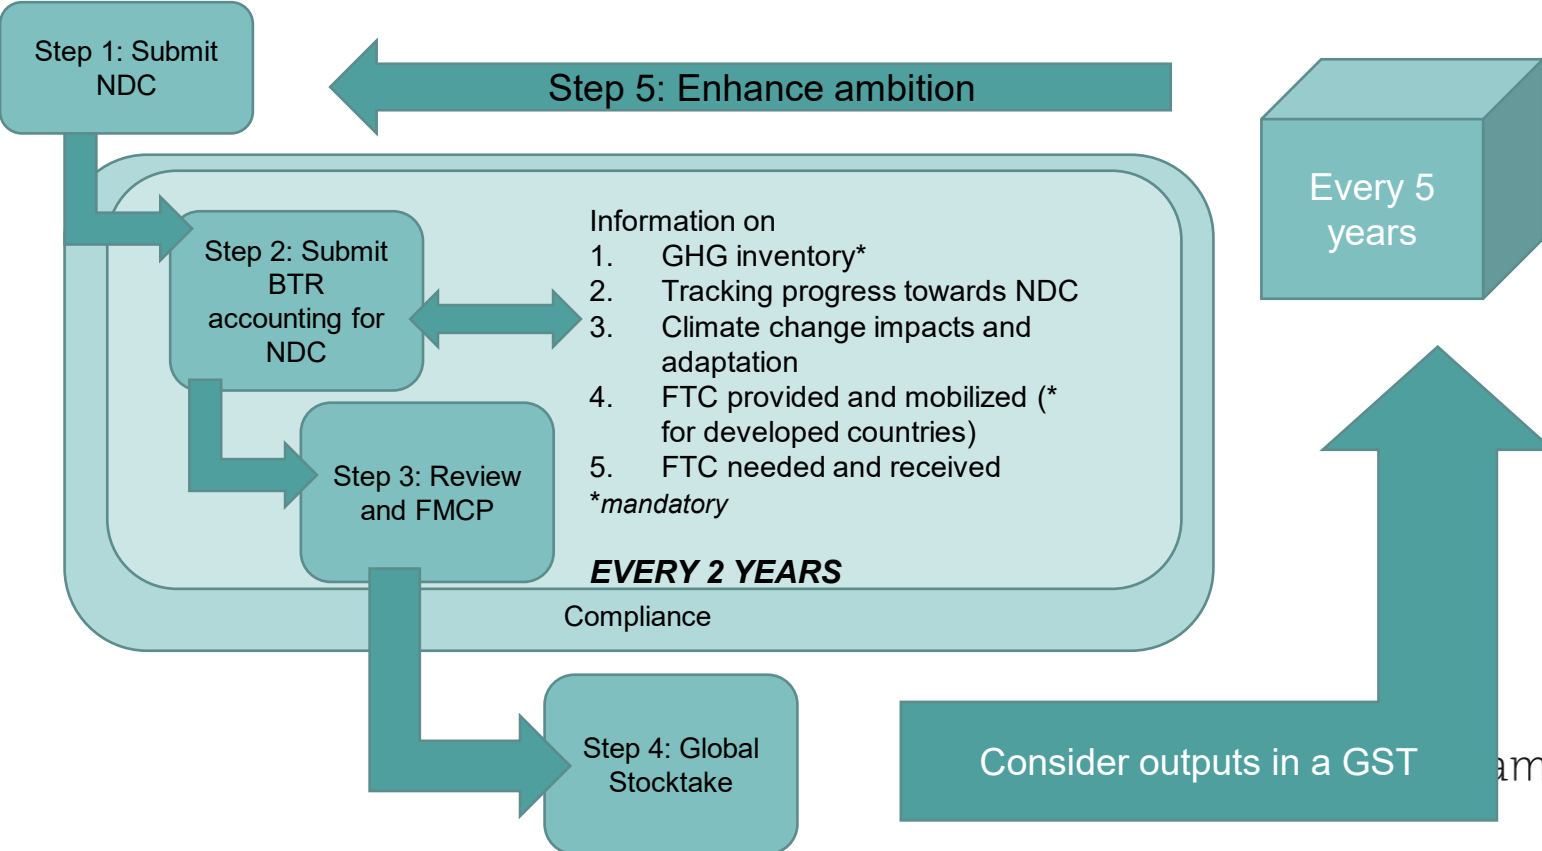 Step 1: Submit
NDC
Step 5: Enhance ambition
Every 5
years
Step 2: Submit
BTR
accounting for
NDC
Information on
1. GHG inventory*
2. Tracking progress towards NDC
3. Climate change impacts and
adaptation
4. FTC provided and mobilized (*
for developed countries)
5. FTC needed and received
*mandatory
EVERY 2 YEARS
Step 3: Review
and FMCP
Compliance
Step 4: Global
Stocktake
Consider outputs in a GST